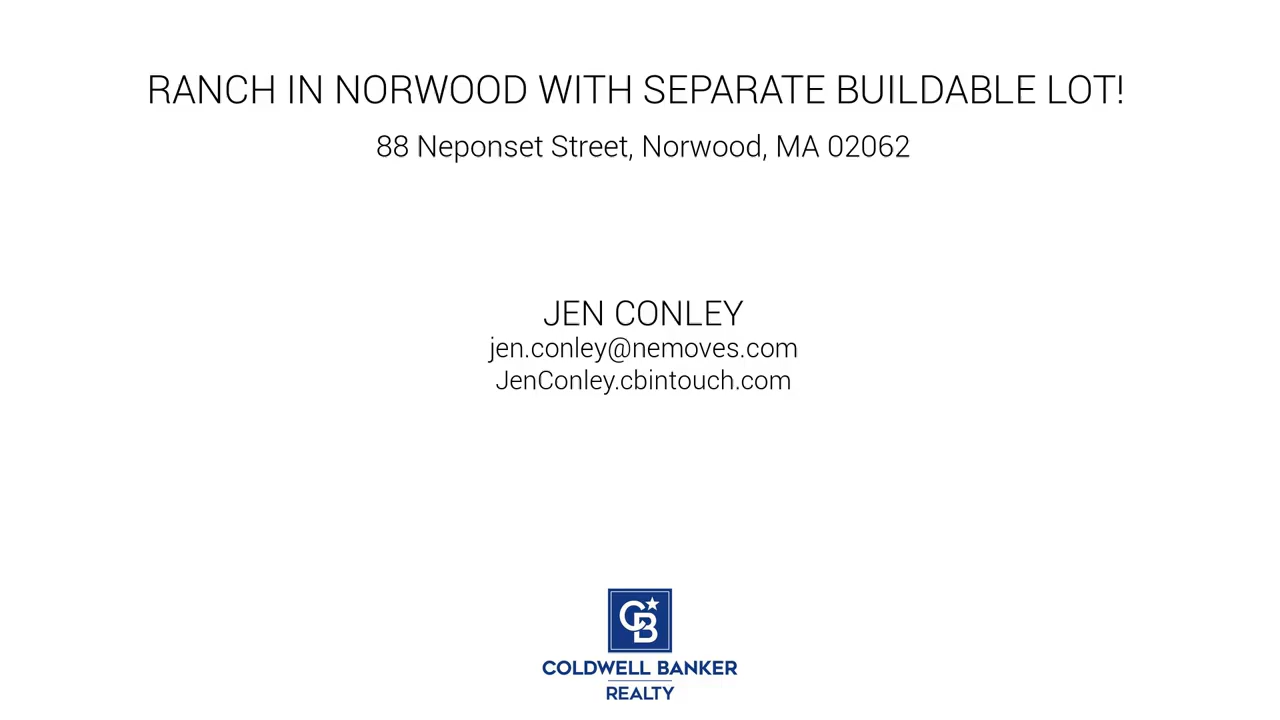 RANCH IN NORWOOD WITH SEPARATE BUILDABLE LOT!
88 Neponset Street, Norwood, MA 02062
JEN CONLEY
jen.conley@nemoves.com
JenConley.cbintouch.com
CB
COLDWELL BANKER
REALTY